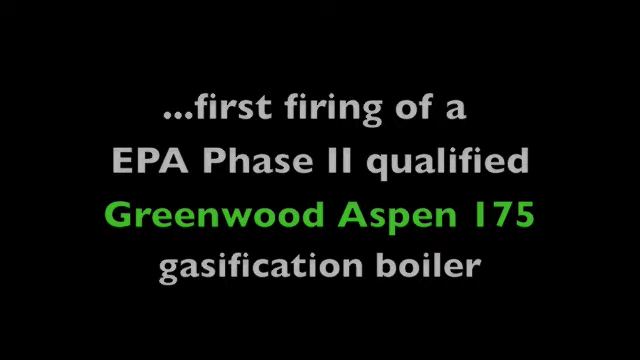 ...first firing of a
EPA Phase II qualified
Greenwood Aspen 175
gasification boiler